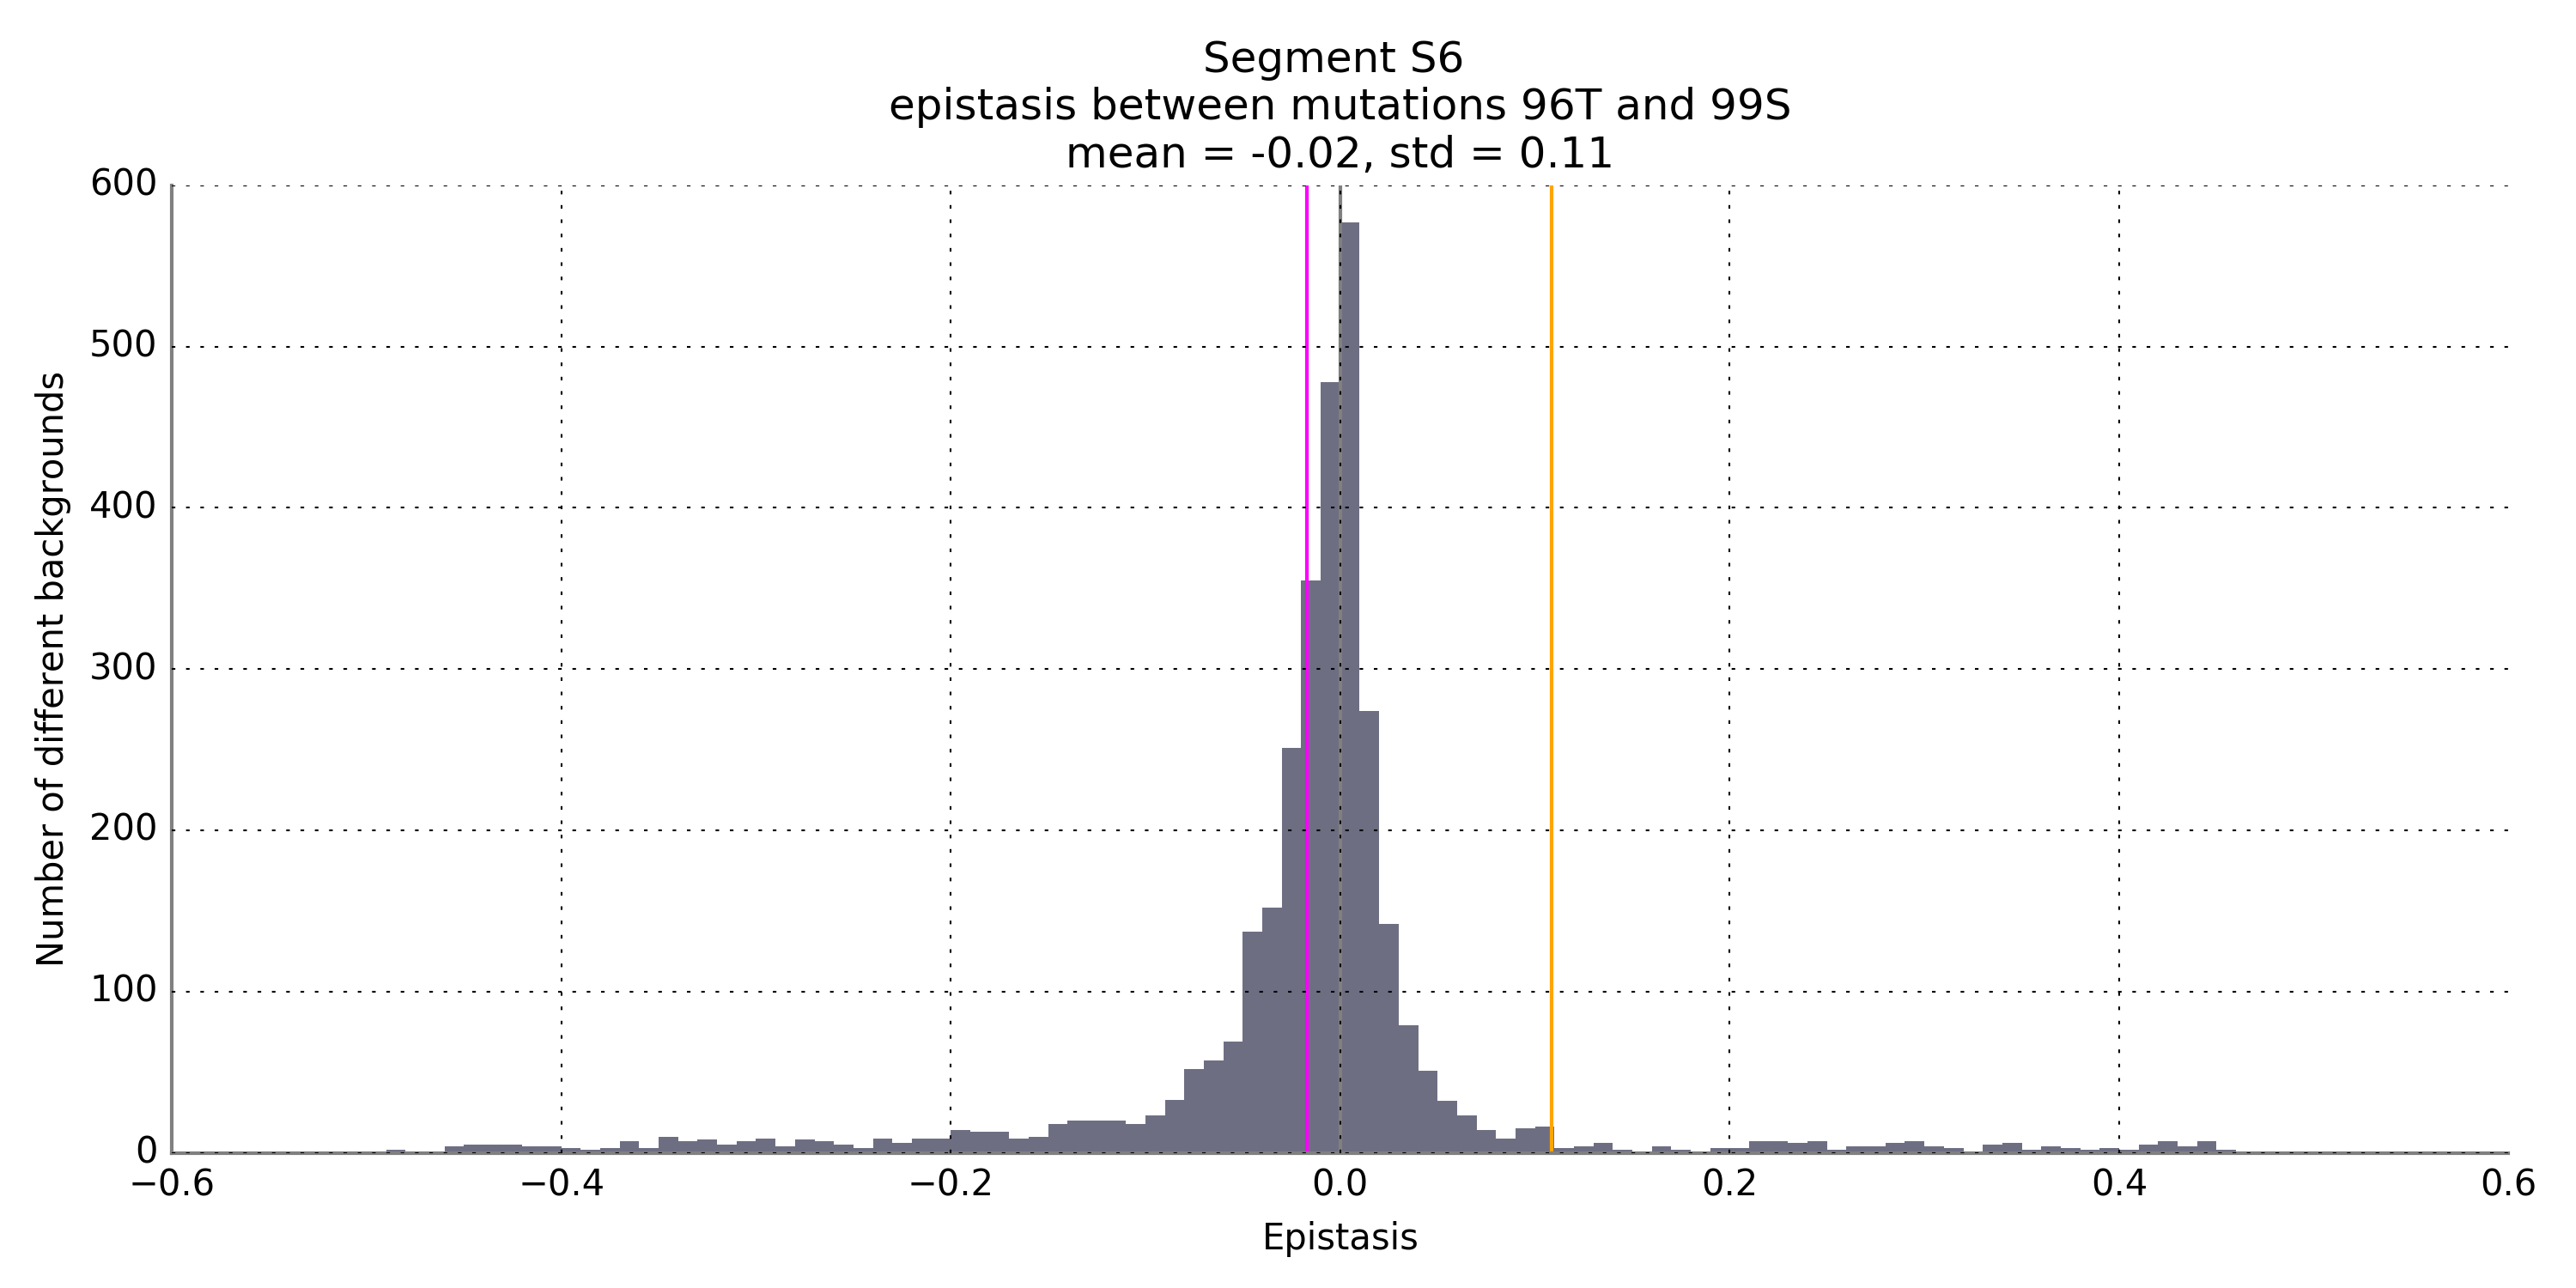 Segment S6
epistasis between mutations 96T and 99S
mean = -0.02, std = 0.11
600
500
400
300
200
100
0
Number of different backgrounds
−0.6 −0.4 −0.2 0.0 0.2 0.4 0.6
Epistasis